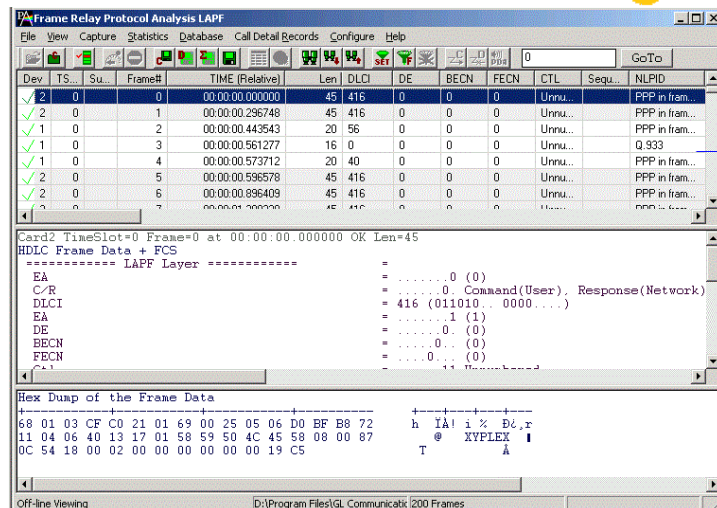 Frame Relay Protocol Analysis LAPF
File View Capture Statistics Database Call Detail Records Configure Help
SET 0 GoTo
Dev TS... Su... Frame# TIME (Relative) Len DLCI DE BECN FECN CTL Sequ... NLPID
2 0 0 00:00:00.000000 45 416 0 0 0 Unnu... PPP in fram...
2 0 1 00:00:00.296748 45 416 0 0 0 Unnu... PPP in fram...
1 0 2 00:00:00.443543 20 56 0 0 0 Unnu... PPP in fram...
1 0 3 00:00:00.561277 16 0 0 0 0 Unnu... Q.933
1 0 4 00:00:00.573712 20 40 0 0 0 Unnu... PPP in fram...
2 0 5 00:00:00.596578 45 416 0 0 0 Unnu... PPP in fram...
2 0 6 00:00:00.896409 45 416 0 0 0 Unnu... PPP in fram...
Card2 TimeSlot=0 Frame=0 at 00:00:00.000000 OK Len=45
HDLC Frame Data + FCS
============ LAPF Layer ============ =
EA = .......0 (0)
C/R = ......0. Command(User), Response(Network)
DLCI = 416 (011010.. 0000....)
EA = .......1 (1)
DE = ......0. (0)
BECN = .....0.. (0)
FECN = ....0... (0)
Hex Dump of the Frame Data
68 01 03 CF C0 21 01 69 00 25 05 06 D0 BF B8 72 h ÏÀ! i % Ð¿¸r
11 04 06 40 13 17 01 58 59 50 4C 45 58 08 00 87 @ XYPLEX
0C 54 18 00 02 00 00 00 00 00 19 C5 T Å
Off-line Viewing D:\Program Files\GL Communicatic 200 Frames